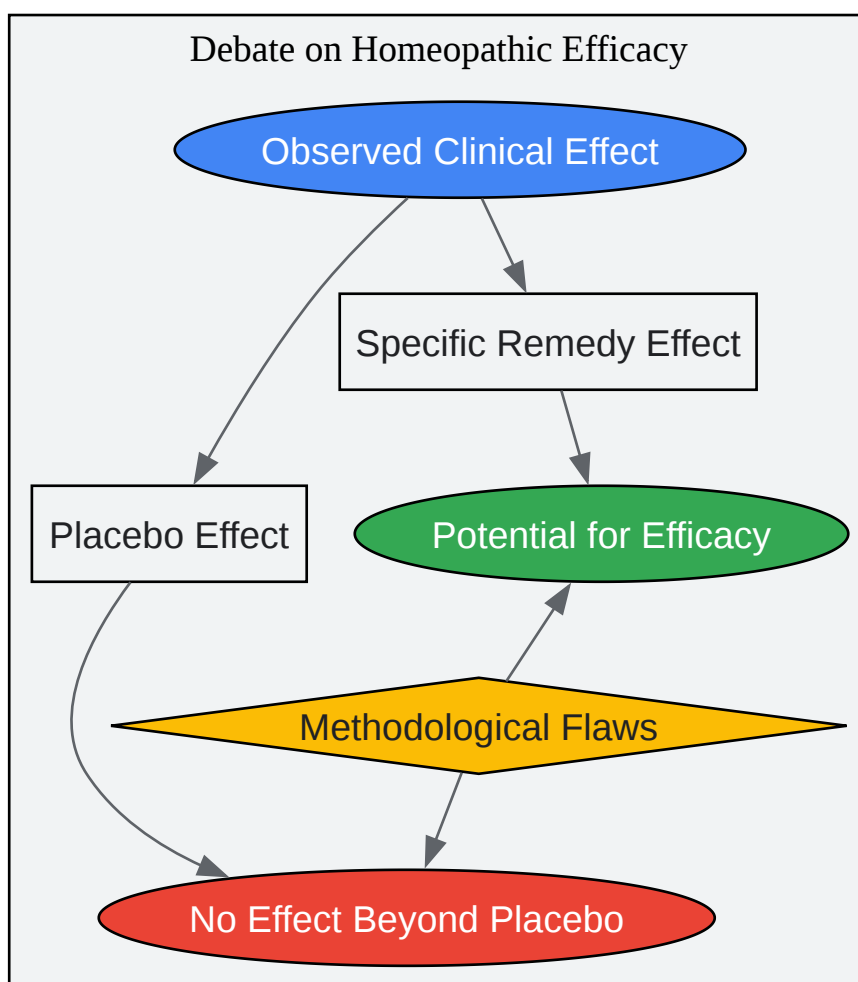 Debate on Homeopathic Efficacy
Observed Clinical Effect
Specific Remedy Effect
Placebo Effect
Potential for Efficacy
Methodological Flaws
No Effect Beyond Placebo